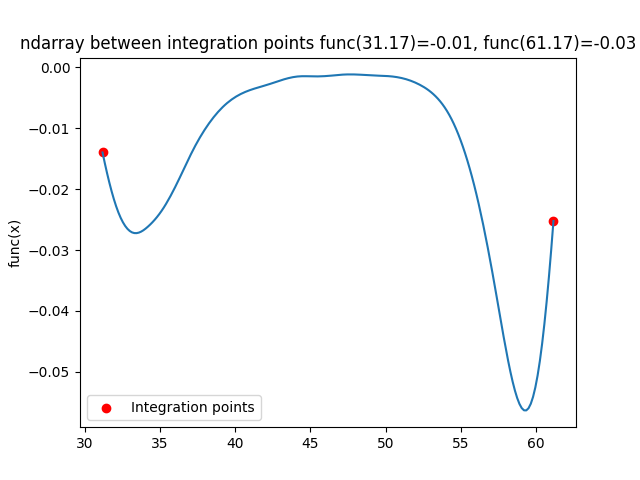 ndarray between integration points func(31.17)=-0.01, func(61.17)=-0.03
0.00
−0.01
−0.02
−0.03
−0.04
−0.05
func(x)
Integration points
30 35 40 45 50 55 60